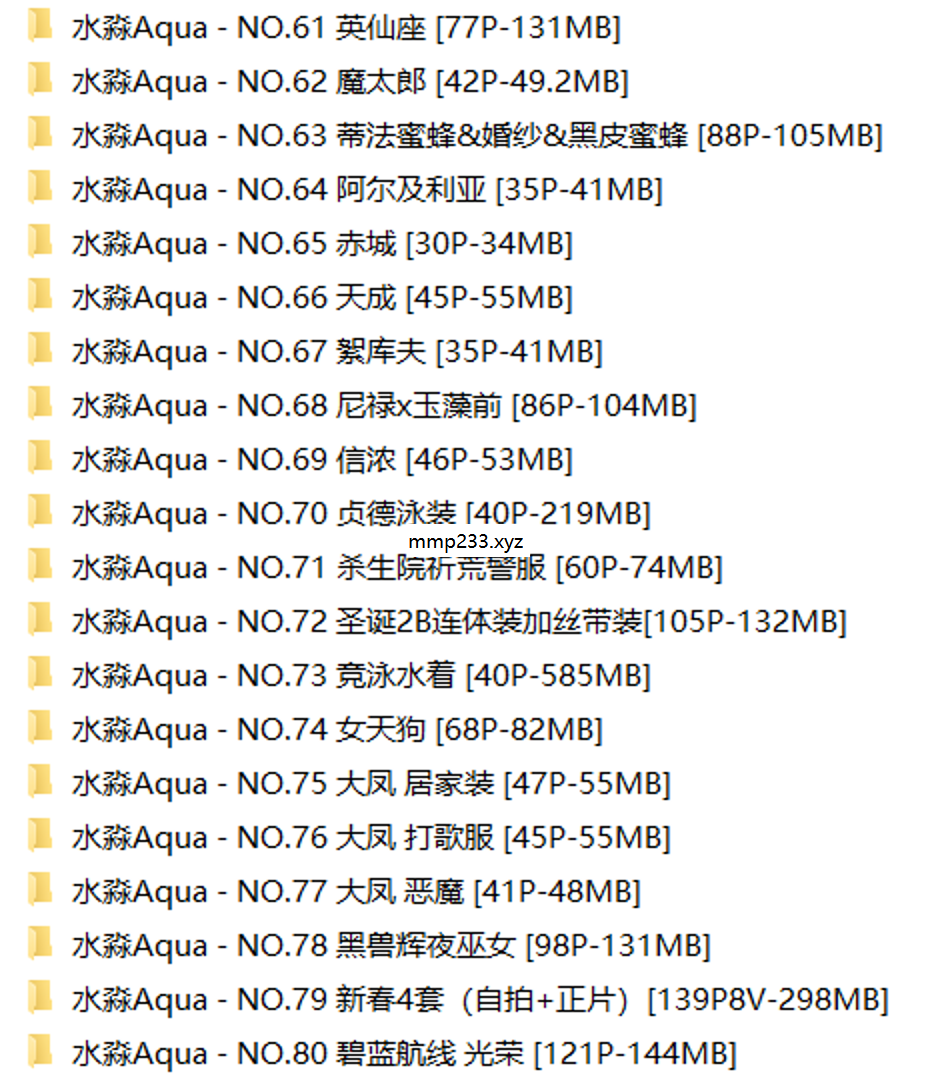 水淼Aqua - NO.61 英仙座 [77P-131MB]
水淼Aqua - NO.62 魔太郎 [42P-49.2MB]
水淼Aqua - NO.63 蒂法蜜蜂&婚纱&黑皮蜜蜂 [88P-105MB]
水淼Aqua - NO.64 阿尔及利亚 [35P-41MB]
水淼Aqua - NO.65 赤城 [30P-34MB]
水淼Aqua - NO.66 天成 [45P-55MB]
水淼Aqua - NO.67 絮库夫 [35P-41MB]
水淼Aqua - NO.68 尼禄x玉藻前 [86P-104MB]
水淼Aqua - NO.69 信浓 [46P-53MB]
水淼Aqua - NO.70 贞德泳装 [40P-219MB]
mmp233.xyz
水淼Aqua - NO.71 杀生院祈荒警服 [60P-74MB]
水淼Aqua - NO.72 圣诞2B连体装加丝带装[105P-132MB]
水淼Aqua - NO.73 竞泳水着 [40P-585MB]
水淼Aqua - NO.74 女天狗 [68P-82MB]
水淼Aqua - NO.75 大凤 居家装 [47P-55MB]
水淼Aqua - NO.76 大凤 打歌服 [45P-55MB]
水淼Aqua - NO.77 大凤 恶魔 [41P-48MB]
水淼Aqua - NO.78 黑兽辉夜巫女 [98P-131MB]
水淼Aqua - NO.79 新春4套（自拍+正片）[139P8V-298MB]
水淼Aqua - NO.80 碧蓝航线 光荣 [121P-144MB]